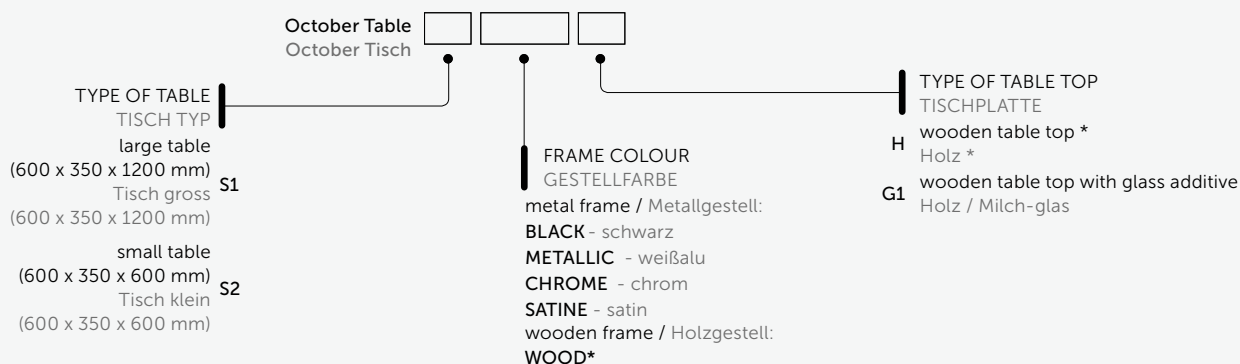 October Table
October Tisch
TYPE OF TABLE
TISCH TYP
large table
(600 x 350 x 1200 mm)
S1
Tisch gross
(600 x 350 x 1200 mm)
small table
(600 x 350 x 600 mm)
S2
Tisch klein
(600 x 350 x 600 mm)
FRAME COLOUR
GESTELLFARBE
metal frame / Metallgestell:
BLACK - schwarz
METALLIC - weißalu
CHROME - chrom
SATINE - satin
wooden frame / Holzgestell:
WOOD*
TYPE OF TABLE TOP
TISCHPLATTE
H
wooden table top *
Holz *
G1
wooden table top with glass additive
Holz / Milch-glas